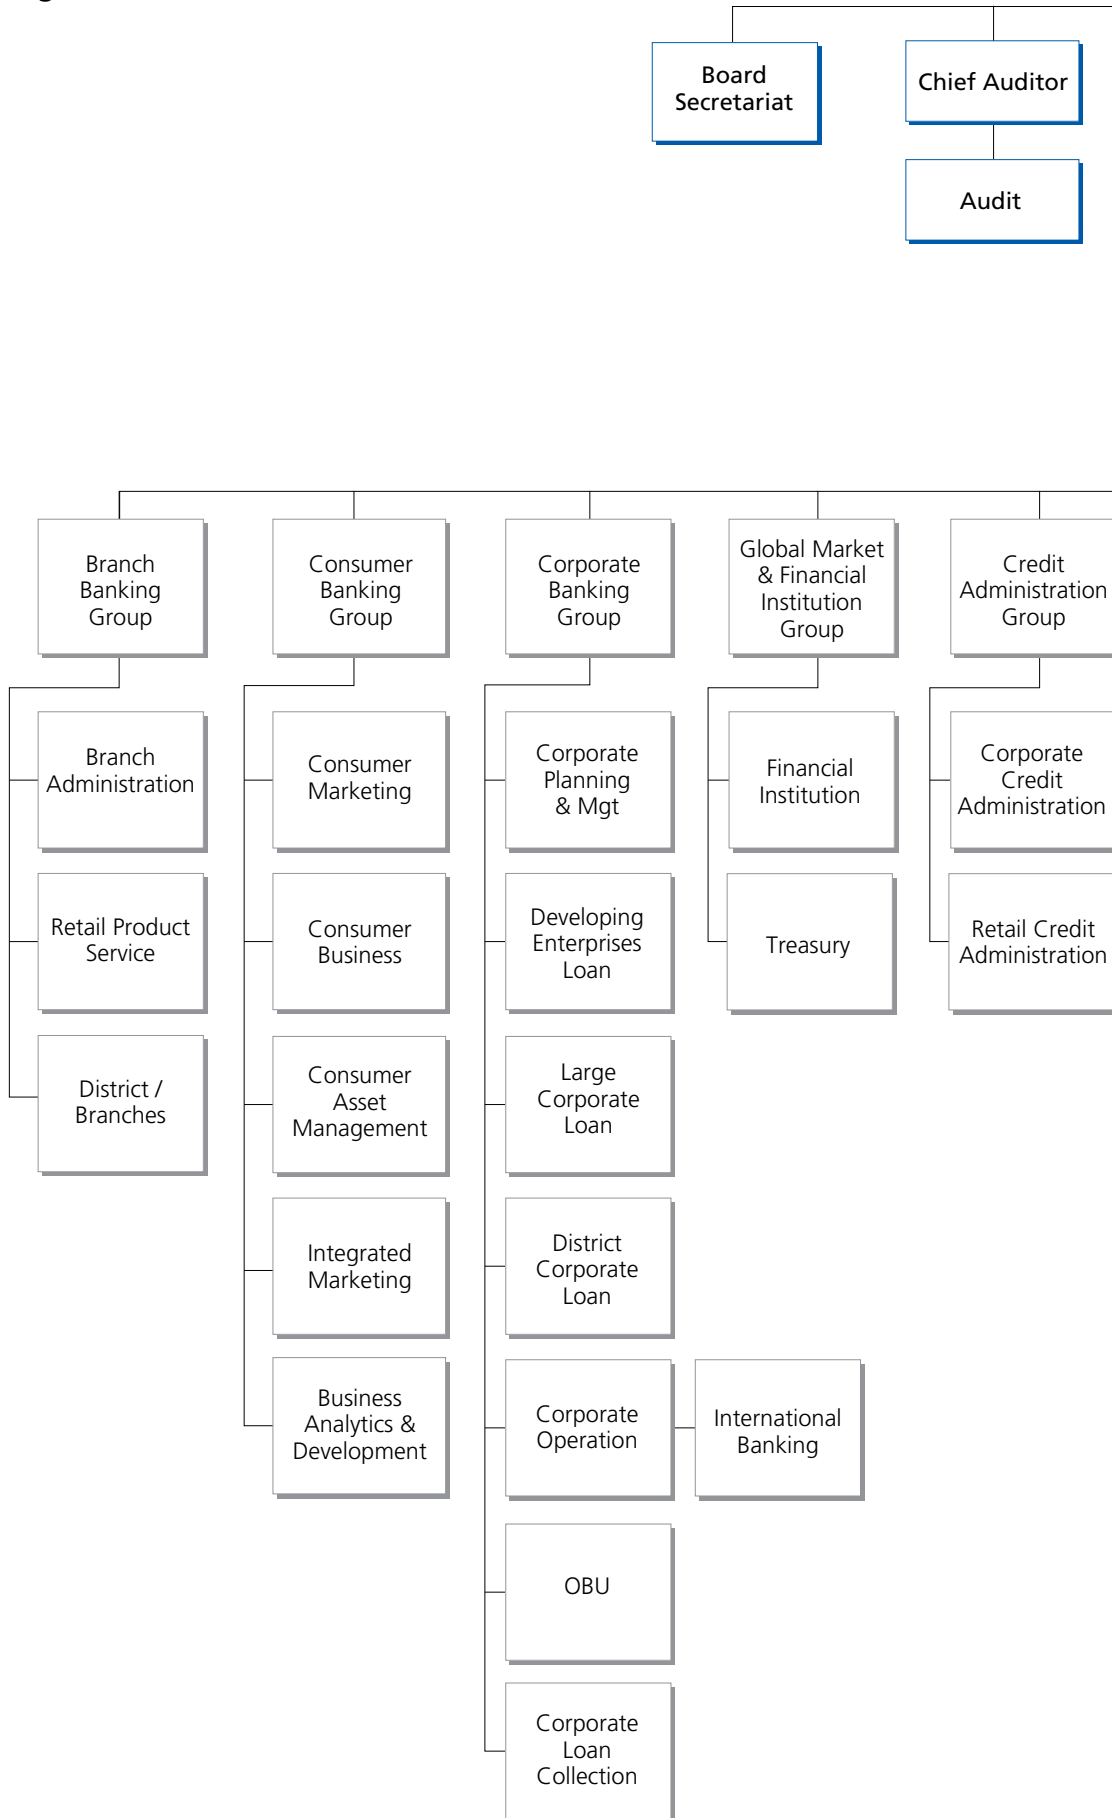 Board
Secretariat
Chief Auditor
Audit
Branch
Banking
Group
Consumer
Banking
Group
Corporate
Banking
Group
Global Market
& Financial
Institution
Group
Credit
Administration
Group
Branch
Administration
Retail Product
Service
District /
Branches
Consumer
Marketing
Consumer
Business
Consumer
Asset
Management
Integrated
Marketing
Business
Analytics &
Development
Corporate
Planning
& Mgt
Developing
Enterprises
Loan
Large
Corporate
Loan
District
Corporate
Loan
Corporate
Operation
International
Banking
OBU
Corporate
Loan
Collection
Financial
Institution
Treasury
Corporate
Credit
Administration
Retail Credit
Administration